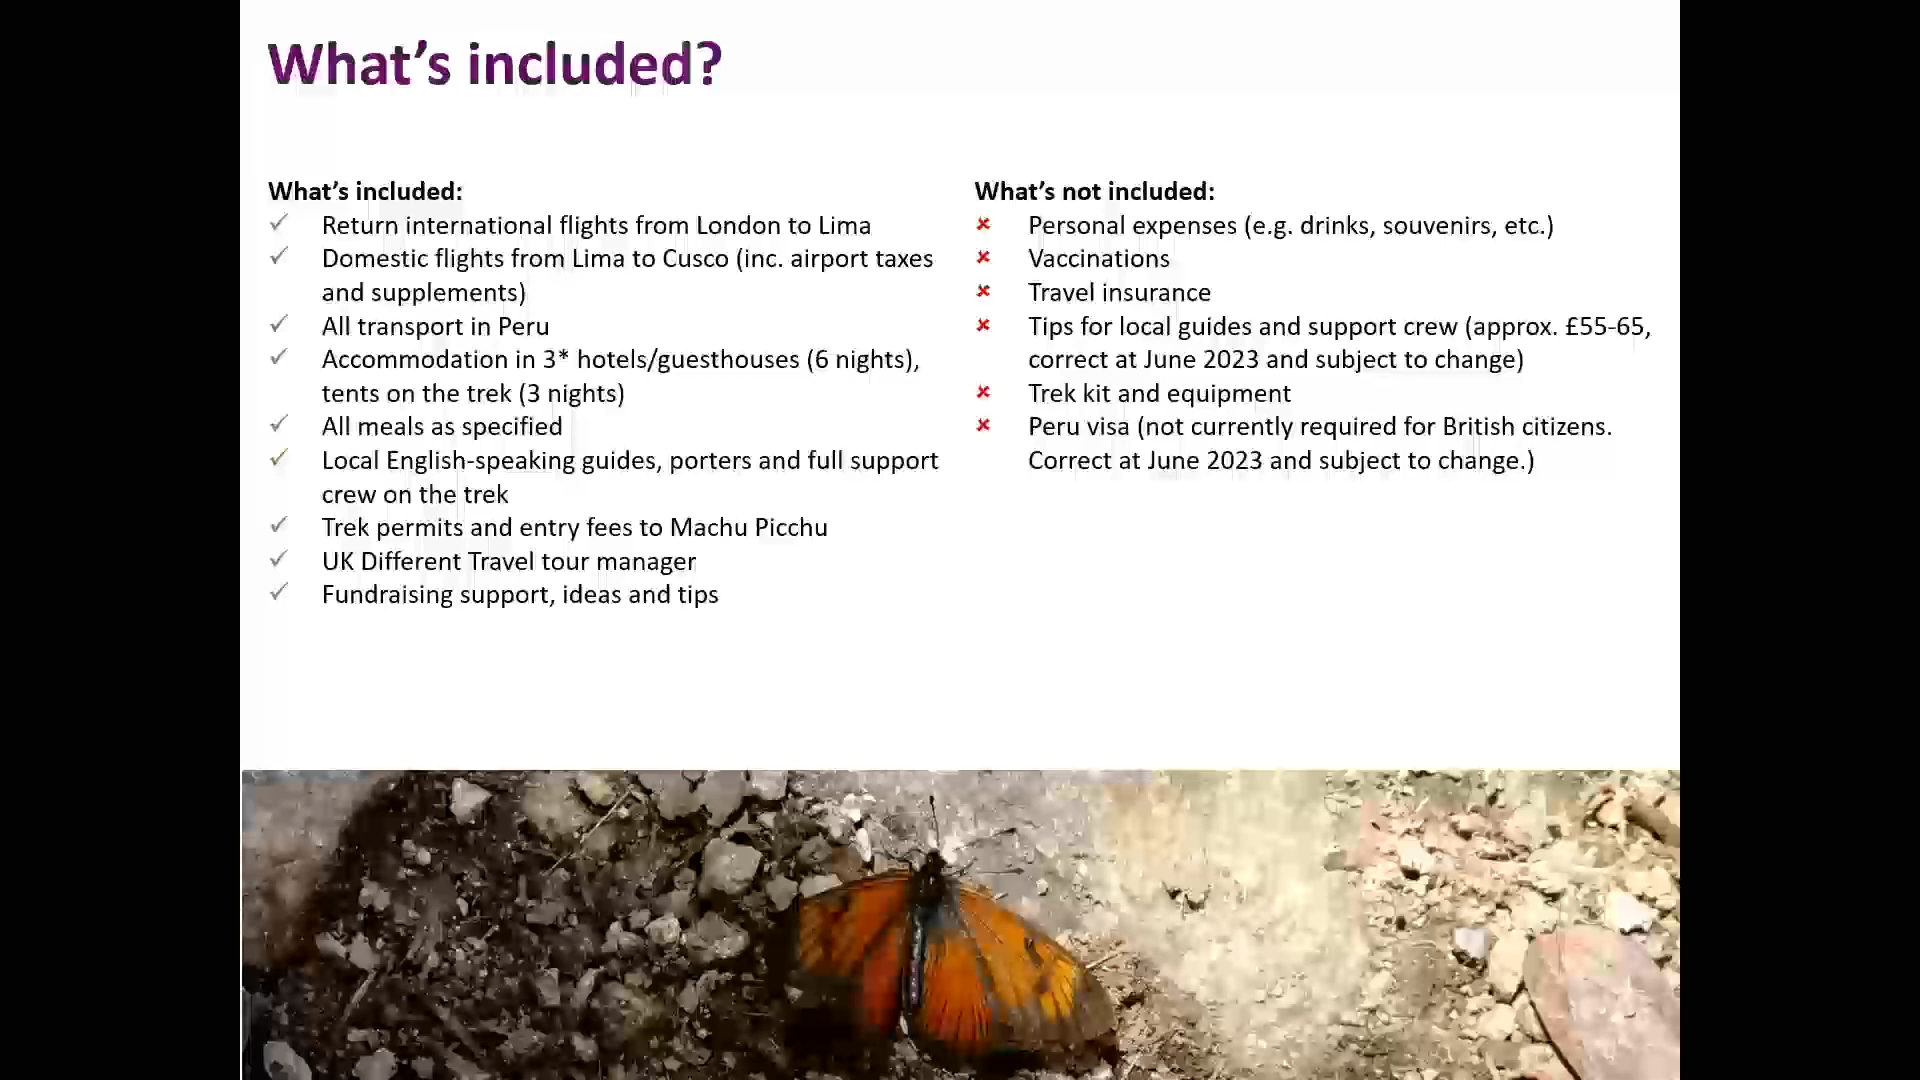 What's included?
What's included:
✓ Return international flights from London to Lima
✓ Domestic flights from Lima to Cusco (inc. airport taxes
and supplements)
✓ All transport in Peru
✓ Accommodation in 3* hotels/guesthouses (6 nights),
tents on the trek (3 nights)
✓ All meals as specified
✓ Local English-speaking guides, porters and full support
crew on the trek
✓ Trek permits and entry fees to Machu Picchu
✓ UK Different Travel tour manager
✓ Fundraising support, ideas and tips
What's not included:
✘ Personal expenses (e.g. drinks, souvenirs, etc.)
✘ Vaccinations
✘ Travel insurance
✘ Tips for local guides and support crew (approx. £55-65,
correct at June 2023 and subject to change)
✘ Trek kit and equipment
✘ Peru visa (not currently required for British citizens.
Correct at June 2023 and subject to change.)